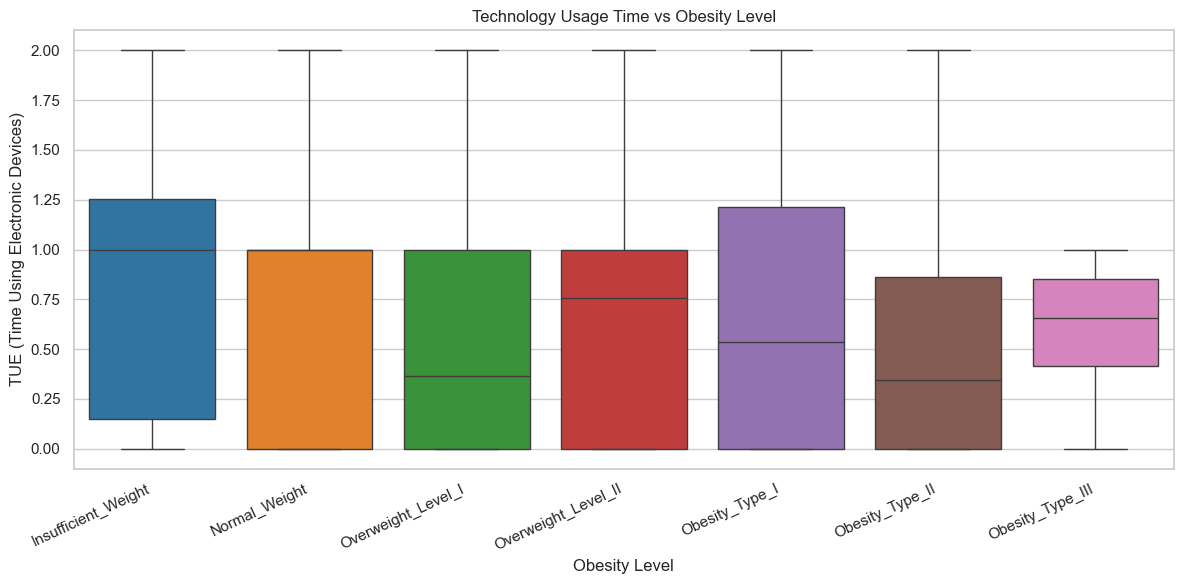 Technology Usage Time vs Obesity Level
TUE (Time Using Electronic Devices)
2.00
1.75
1.50
1.25
1.00
0.75
0.50
0.25
0.00
Insufficient_Weight
Normal_Weight
Overweight_Level_I
Overweight_Level_II
Obesity_Type_I
Obesity_Type_II
Obesity_Type_III
Obesity Level